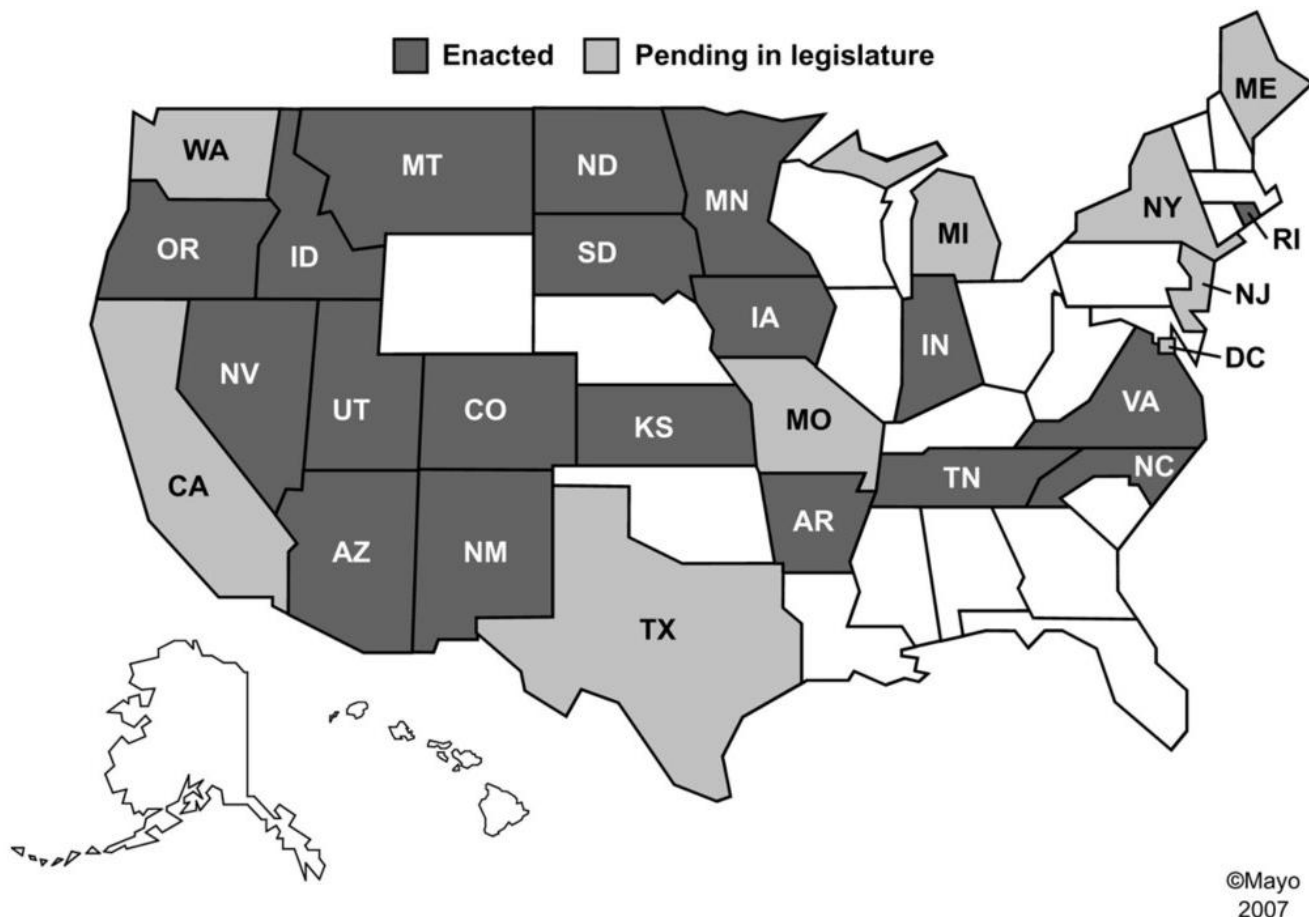 Enacted Pending in legislature
ME
WA
MT
ND
MN
OR
ID
SD
MI
NY
RI
NJ
IA
IN
DC
NV
UT
CO
KS
MO
VA
CA
TN
NC
AZ
NM
AR
TX
©Mayo
2007